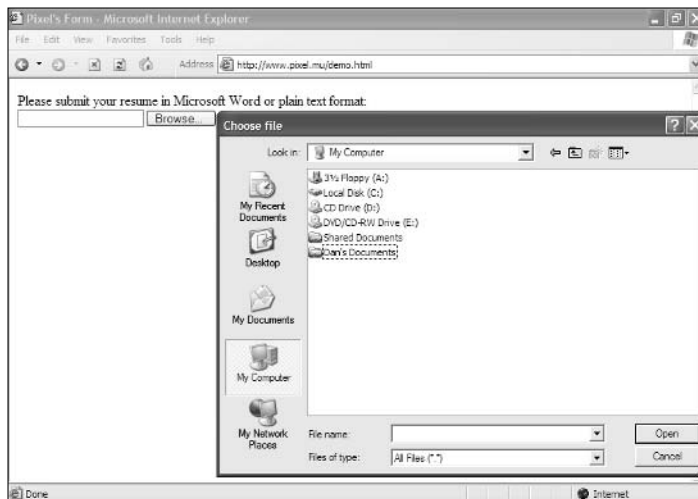 Pixel's Form - Microsoft Internet Explorer
File Edit View Favorites Tools Help
Address http://www.pixel.mu/demo.html
Please submit your resume in Microsoft Word or plain text format:
Browse...
Choose file
Look in: My Computer
3½ Floppy (A:)
Local Disk (C:)
CD Drive (D:)
DVD/CD-RW Drive (E:)
Shared Documents
Dan's Documents
My Recent
Documents
Desktop
My Documents
My Computer
My Network
Places
File name:
Open
Files of type: All Files (*.*)
Cancel
Done
Internet